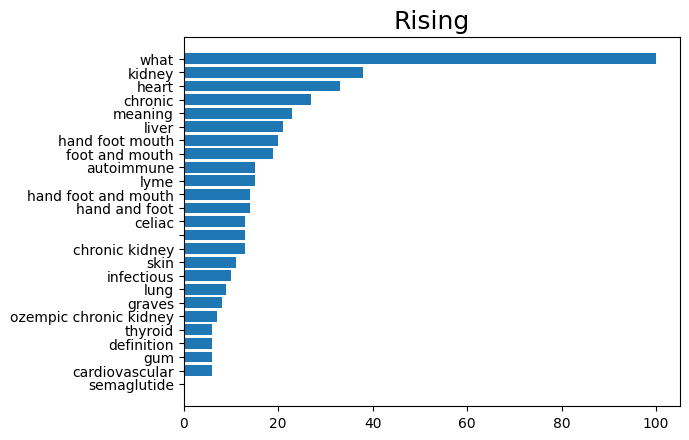 Rising
what
kidney
heart
chronic
meaning
liver
hand foot mouth
foot and mouth
autoimmune
lyme
hand foot and mouth
hand and foot
celiac
chronic kidney
skin
infectious
lung
graves
ozempic chronic kidney
thyroid
definition
gum
cardiovascular
semaglutide
0 20 40 60 80 100